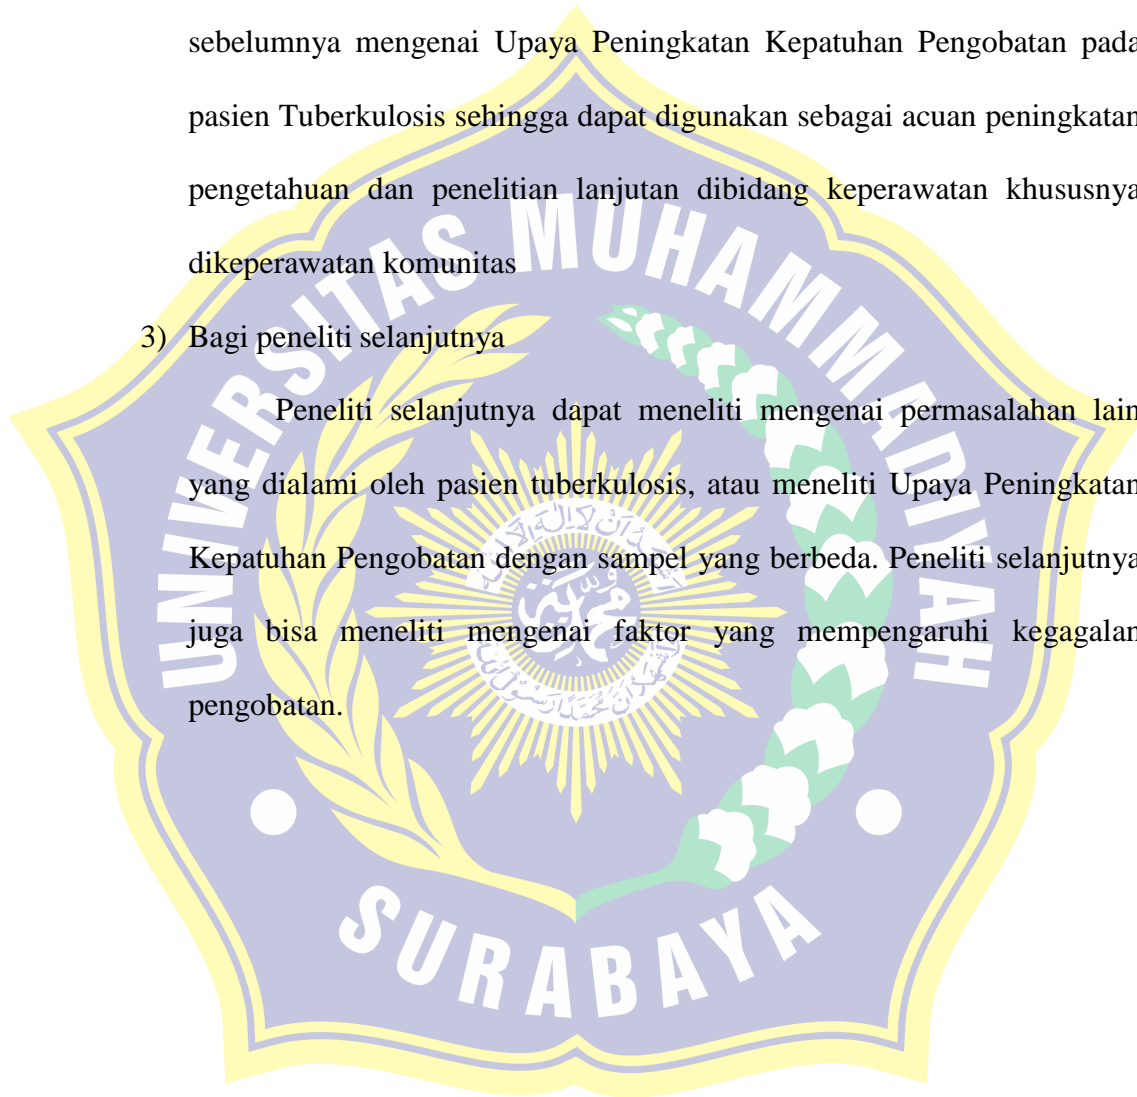 sebelumnya mengenai Upaya Peningkatan Kepatuhan Pengobatan pada
pasien Tuberkulosis sehingga dapat digunakan sebagai acuan peningkatan
pengetahuan dan penelitian lanjutan dibidang keperawatan khususnya
dikeperawatan komunitas
3) Bagi peneliti selanjutnya
Peneliti selanjutnya dapat meneliti mengenai permasalahan lain
yang dialami oleh pasien tuberkulosis, atau meneliti Upaya Peningkatan
Kepatuhan Pengobatan dengan sampel yang berbeda. Peneliti selanjutnya
juga bisa meneliti mengenai faktor yang mempengaruhi kegagalan
pengobatan.
UNIVERSITAS MUHAMMADIYAH
SURABAYA